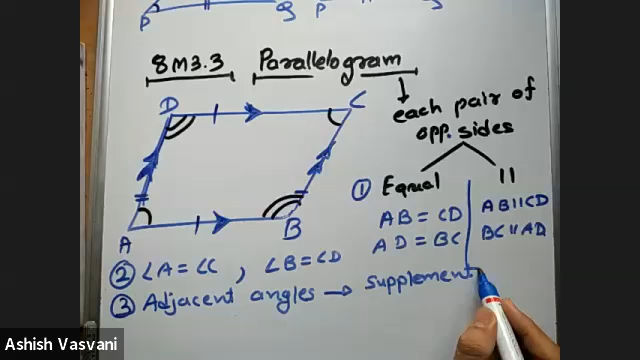 P Q P
8M3.3 Parallelogram
each pair of
opp. sides
D C
A B
① Equal ||
AB = CD AB||CD
AD = BC BC||AD
② ∠A = ∠C , ∠B = ∠D
③ Adjacent angles → supplement
Ashish Vasvani